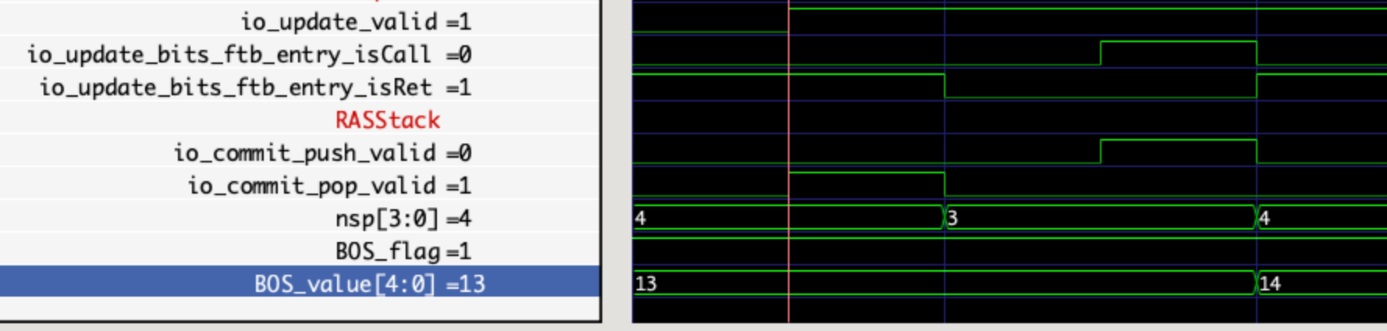 io_update_valid =1
io_update_bits_ftb_entry_isCall =0
io_update_bits_ftb_entry_isRet =1
RASStack
io_commit_push_valid =0
io_commit_pop_valid =1
nsp[3:0] =4 4 3 4
BOS_flag =1
BOS_value[4:0] =13 13 14